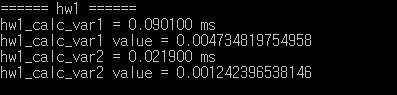 ====== hw1 ======
hw1_calc_var1 = 0.090100 ms
hw1_calc_var1 value = 0.004734819754958
hw1_calc_var2 = 0.021900 ms
hw1_calc_var2 value = 0.001242396538146